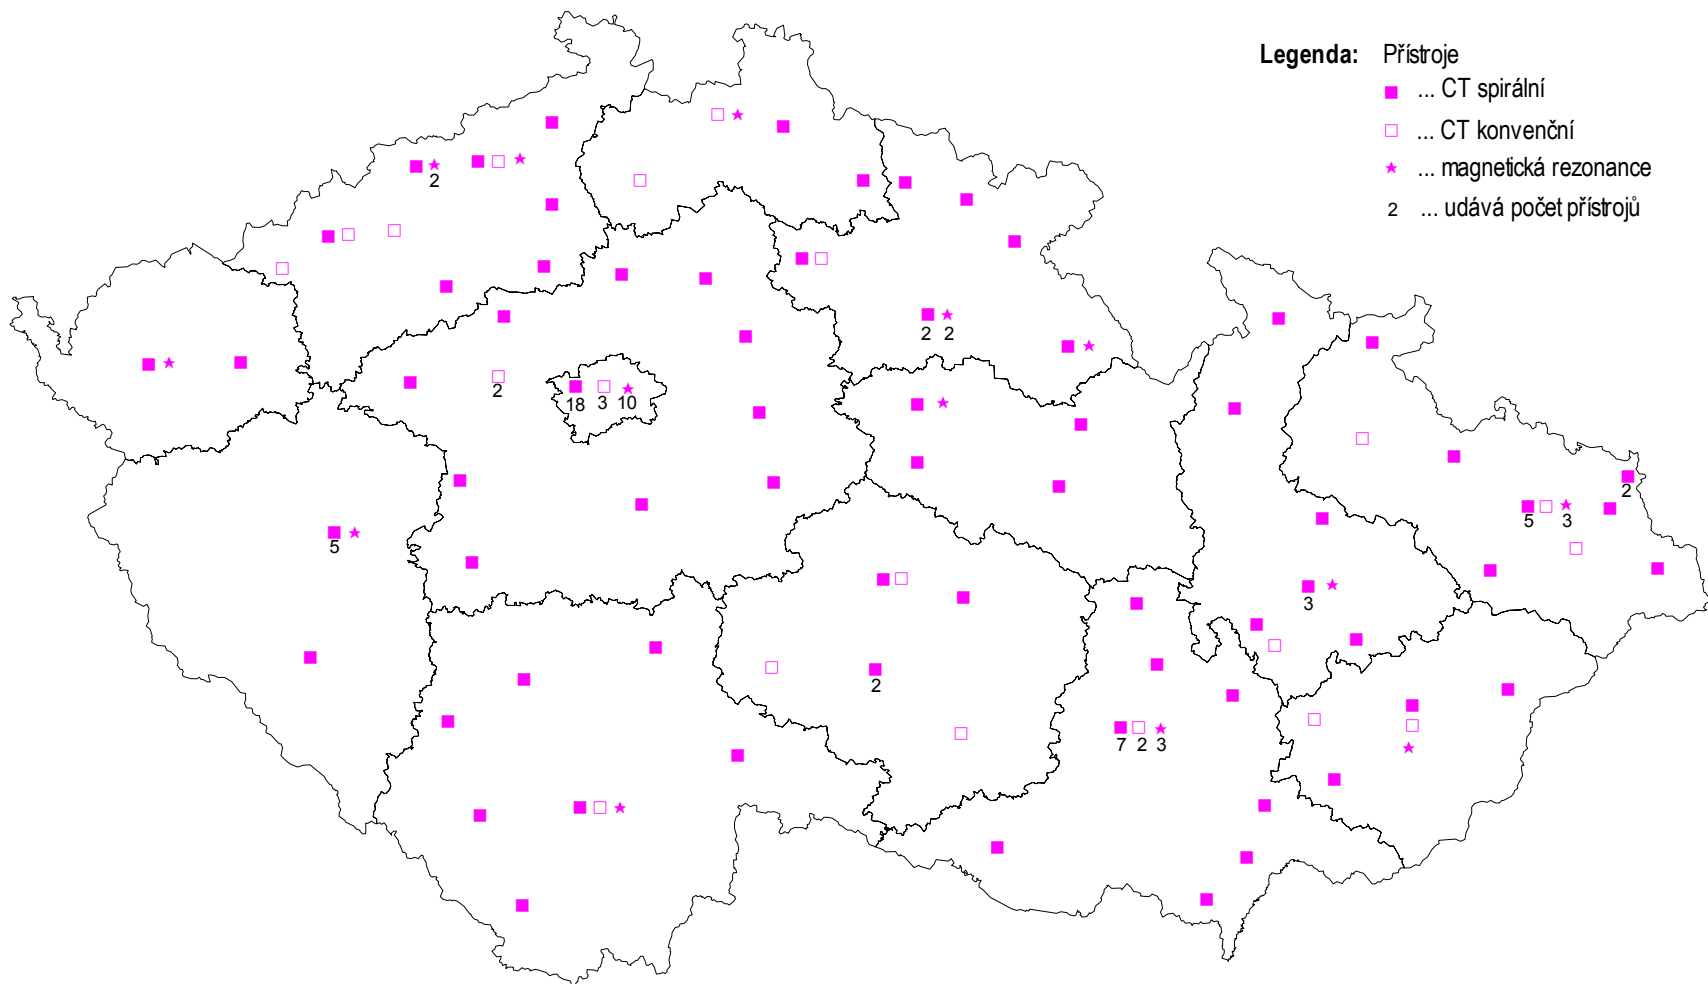 Legenda: Přístroje
... CT spirální
... CT konvenční
... magnetická rezonance
2 ... udává počet přístrojů
2
2 2
2
18 3 10
2
5 3
5
3
2
7 2 3